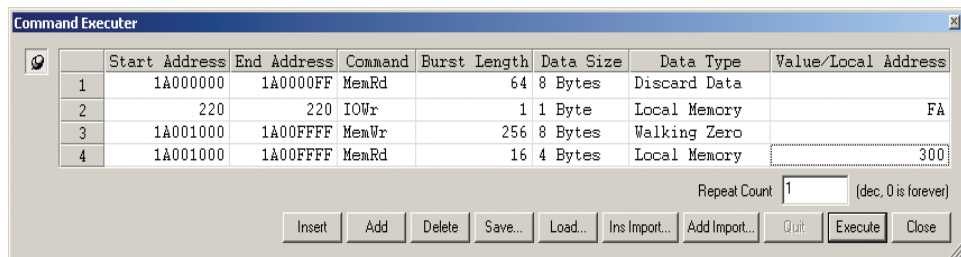 Command Executer
Start Address End Address Command Burst Length Data Size Data Type Value/Local Address
1 1A000000 1A0000FF MemRd 64 8 Bytes Discard Data
2 220 220 IOWr 1 1 Byte Local Memory FA
3 1A001000 1A00FFFF MemWr 256 8 Bytes Walking Zero
4 1A001000 1A00FFFF MemRd 16 4 Bytes Local Memory 300
Repeat Count 1 (dec, 0 is forever)
Insert Add Delete Save... Load... Ins Import... Add Import... Quit Execute Close